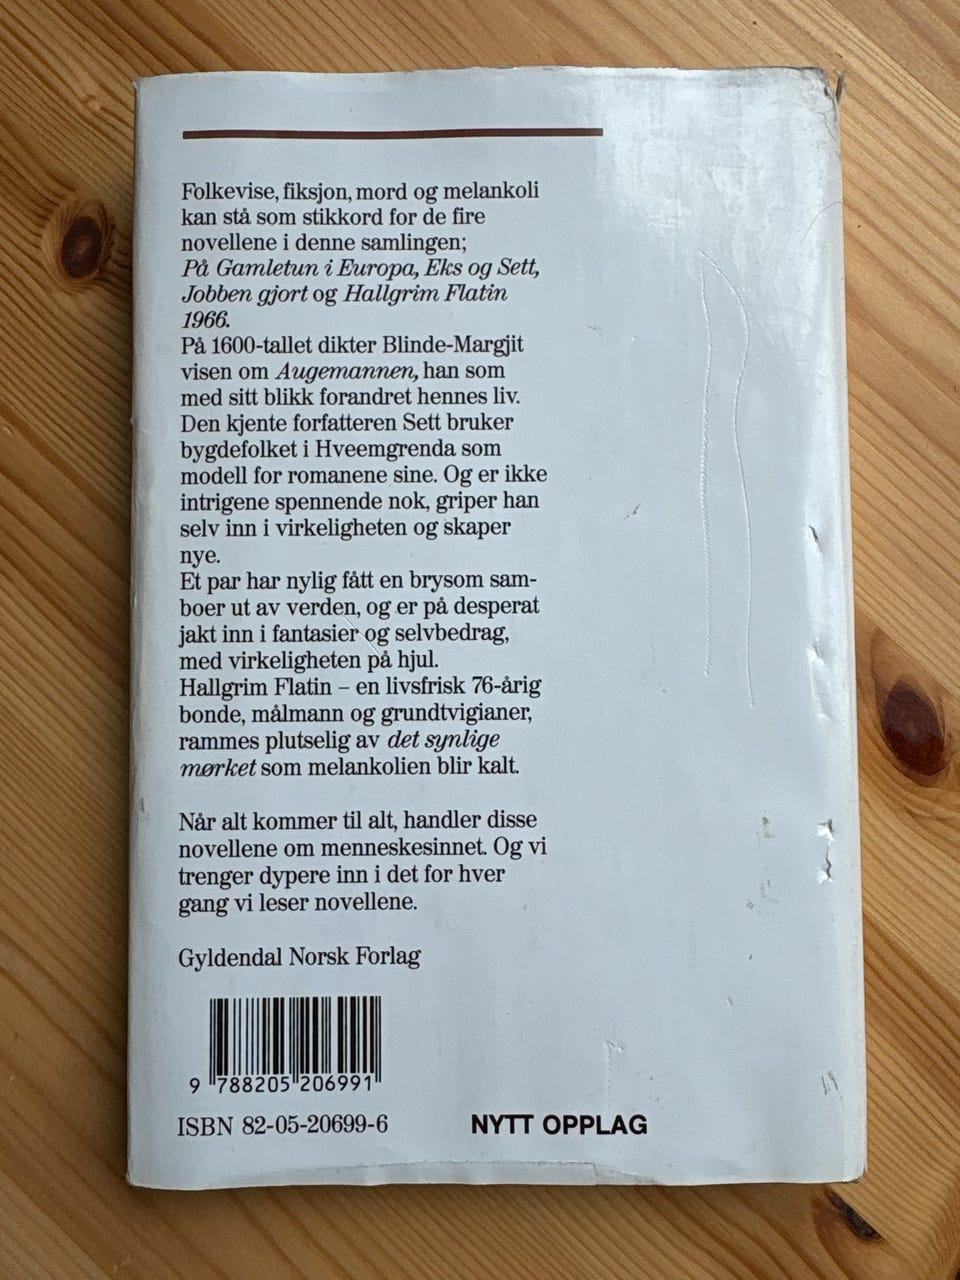 Folkevise, fiksjon, mord og melankoli
kan stå som stikkord for de fire
novellene i denne samlingen;
På Gamletun i Europa, Eks og Sett,
Jobben gjort og Hallgrim Flatin
1966.
På 1600-tallet dikter Blinde-Margjit
visen om Augemannen, han som
med sitt blikk forandret hennes liv.
Den kjente forfatteren Sett bruker
bygdefolket i Hveemgrenda som
modell for romanene sine. Og er ikke
intrigene spennende nok, griper han
selv inn i virkeligheten og skaper
nye.
Et par har nylig fått en brysom sam-
boer ut av verden, og er på desperat
jakt inn i fantasier og selvbedrag,
med virkeligheten på hjul.
Hallgrim Flatin – en livsfrisk 76-årig
bonde, målmann og grundtvigianer,
rammes plutselig av det synlige
mørket som melankolien blir kalt.
Når alt kommer til alt, handler disse
novellene om menneskesinnet. Og vi
trenger dypere inn i det for hver
gang vi leser novellene.
Gyldendal Norsk Forlag
9 788205 206991
ISBN 82-05-20699-6
NYTT OPPLAG